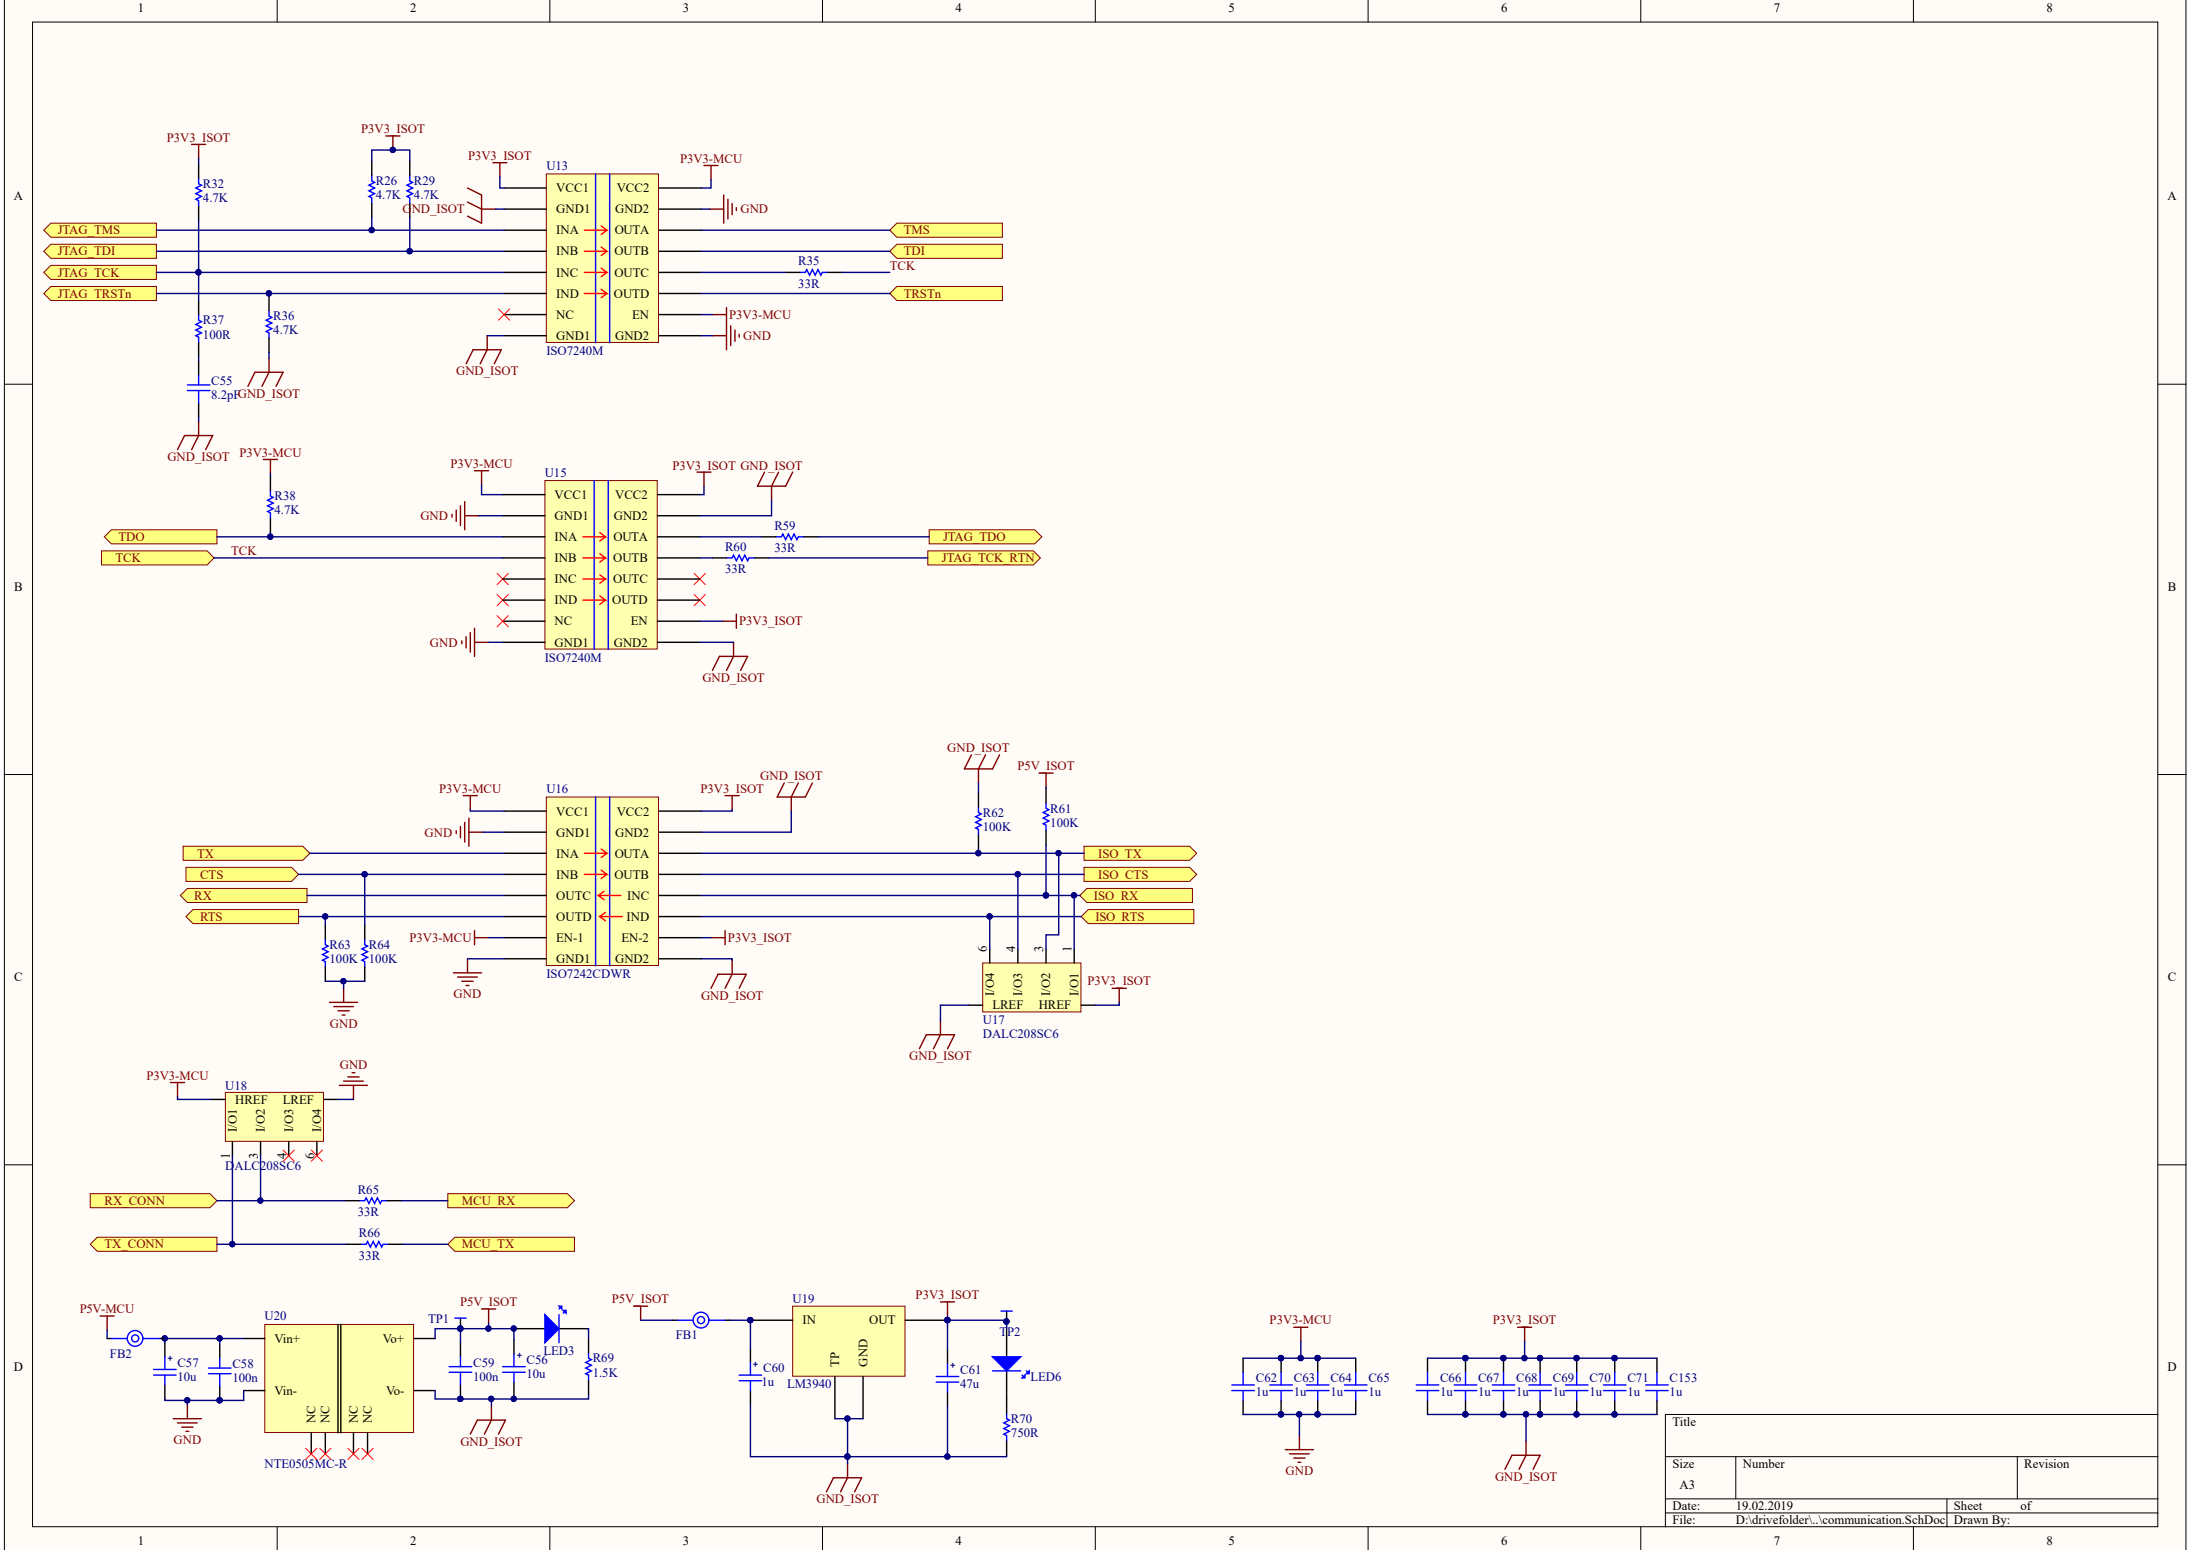 1 2 3 4 5 6 7 8
A A
B B
C C
D D
P3V3_ISOT
R32
4.7K
P3V3_ISOT
R26
4.7K
R29
4.7K
P3V3_ISOT
GND_ISOT
U13
P3V3-MCU
VCC1 VCC2
GND1 GND2
GND
JTAG_TMS
INA OUTA
TMS
JTAG_TDI
INB OUTB
TDI
JTAG_TCK
INC OUTC
R35
33R
TCK
JTAG_TRSTn
IND OUTD
TRSTn
NC EN
P3V3-MCU
GND1 GND2
GND
ISO7240M
GND_ISOT
R37
100R
R36
4.7K
C55
8.2pF
GND_ISOT
GND_ISOT
P3V3-MCU
R38
4.7K
P3V3-MCU
GND
U15
P3V3_ISOT
GND_ISOT
VCC1 VCC2
GND1 GND2
TDO
INA OUTA
R59
33R
JTAG_TDO
TCK
TCK
INB OUTB
R60
33R
JTAG_TCK_RTN
INC OUTC
IND OUTD
NC EN
P3V3_ISOT
GND
GND1 GND2
ISO7240M
GND_ISOT
P3V3-MCU
GND
U16
P3V3_ISOT
GND_ISOT
GND_ISOT
P5V_ISOT
R62
100K
R61
100K
VCC1 VCC2
GND1 GND2
TX
INA OUTA
ISO_TX
CTS
INB OUTB
ISO_CTS
RX
OUTC INC
ISO_RX
RTS
OUTD IND
ISO_RTS
P3V3-MCU
EN-1 EN-2
P3V3_ISOT
GND1 GND2
ISO7242CDWR
GND
GND_ISOT
R63
100K
R64
100K
GND
6 4 3 1
I/O4 I/O3 I/O2 I/O1
LREF HREF
P3V3_ISOT
U17
DALC208SC6
GND_ISOT
P3V3-MCU
U18
GND
HREF LREF
I/O1 I/O2 I/O3 I/O4
1 3 4 6
DALC208SC6
RX_CONN
R65
33R
MCU_RX
TX_CONN
R66
33R
MCU_TX
P5V-MCU
FB2
C57
10u
C58
100n
GND
U20
Vin+ Vo+
Vin- Vo-
NC NC NC NC
NTE0505MC-R
TP1
P5V_ISOT
C59
100n
C56
10u
LED3
R69
1.5K
GND_ISOT
P5V_ISOT
FB1
C60
1u
U19
IN OUT
TP GND
LM3940
P3V3_ISOT
TP2
C61
47u
LED6
R70
750R
GND_ISOT
P3V3-MCU
C62
1u
C63
1u
C64
1u
C65
1u
GND
P3V3_ISOT
C66
1u
C67
1u
C68
1u
C69
1u
C70
1u
C71
1u
C153
1u
GND_ISOT
Title
Size Number Revision
A3
Date: 19.02.2019 Sheet of
File: D:\drivefolder\..\communication.SchDoc Drawn By:
1 2 3 4 5 6 7 8